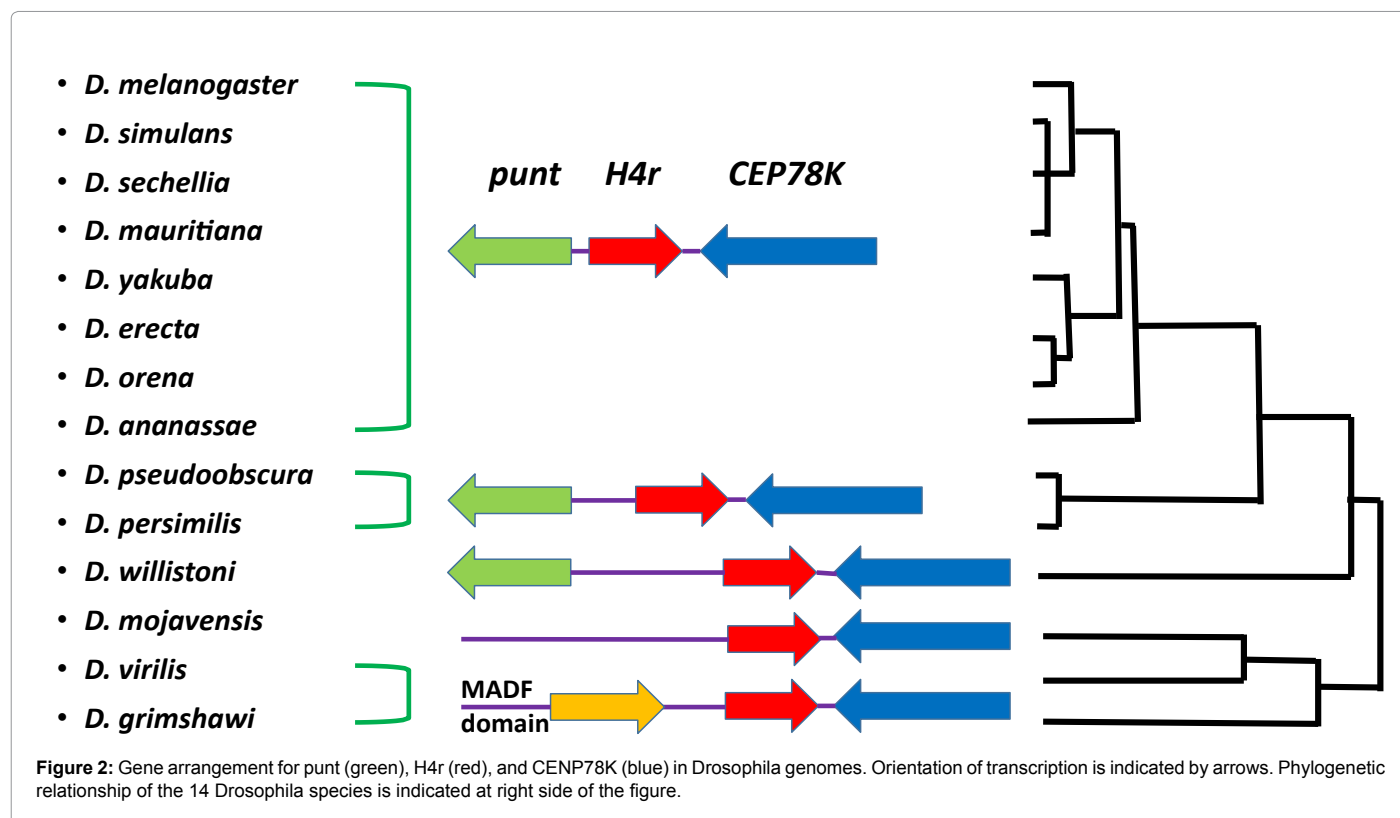 • D. melanogaster
• D. simulans
• D. sechellia
• D. mauritiana
• D. yakuba
• D. erecta
• D. orena
• D. ananassae
• D. pseudoobscura
• D. persimilis
• D. willistoni
• D. mojavensis
• D. virilis
• D. grimshawi
punt H4r CEP78K
MADF
domain
Figure 2: Gene arrangement for punt (green), H4r (red), and CENP78K (blue) in Drosophila genomes. Orientation of transcription is indicated by arrows. Phylogenetic
relationship of the 14 Drosophila species is indicated at right side of the figure.